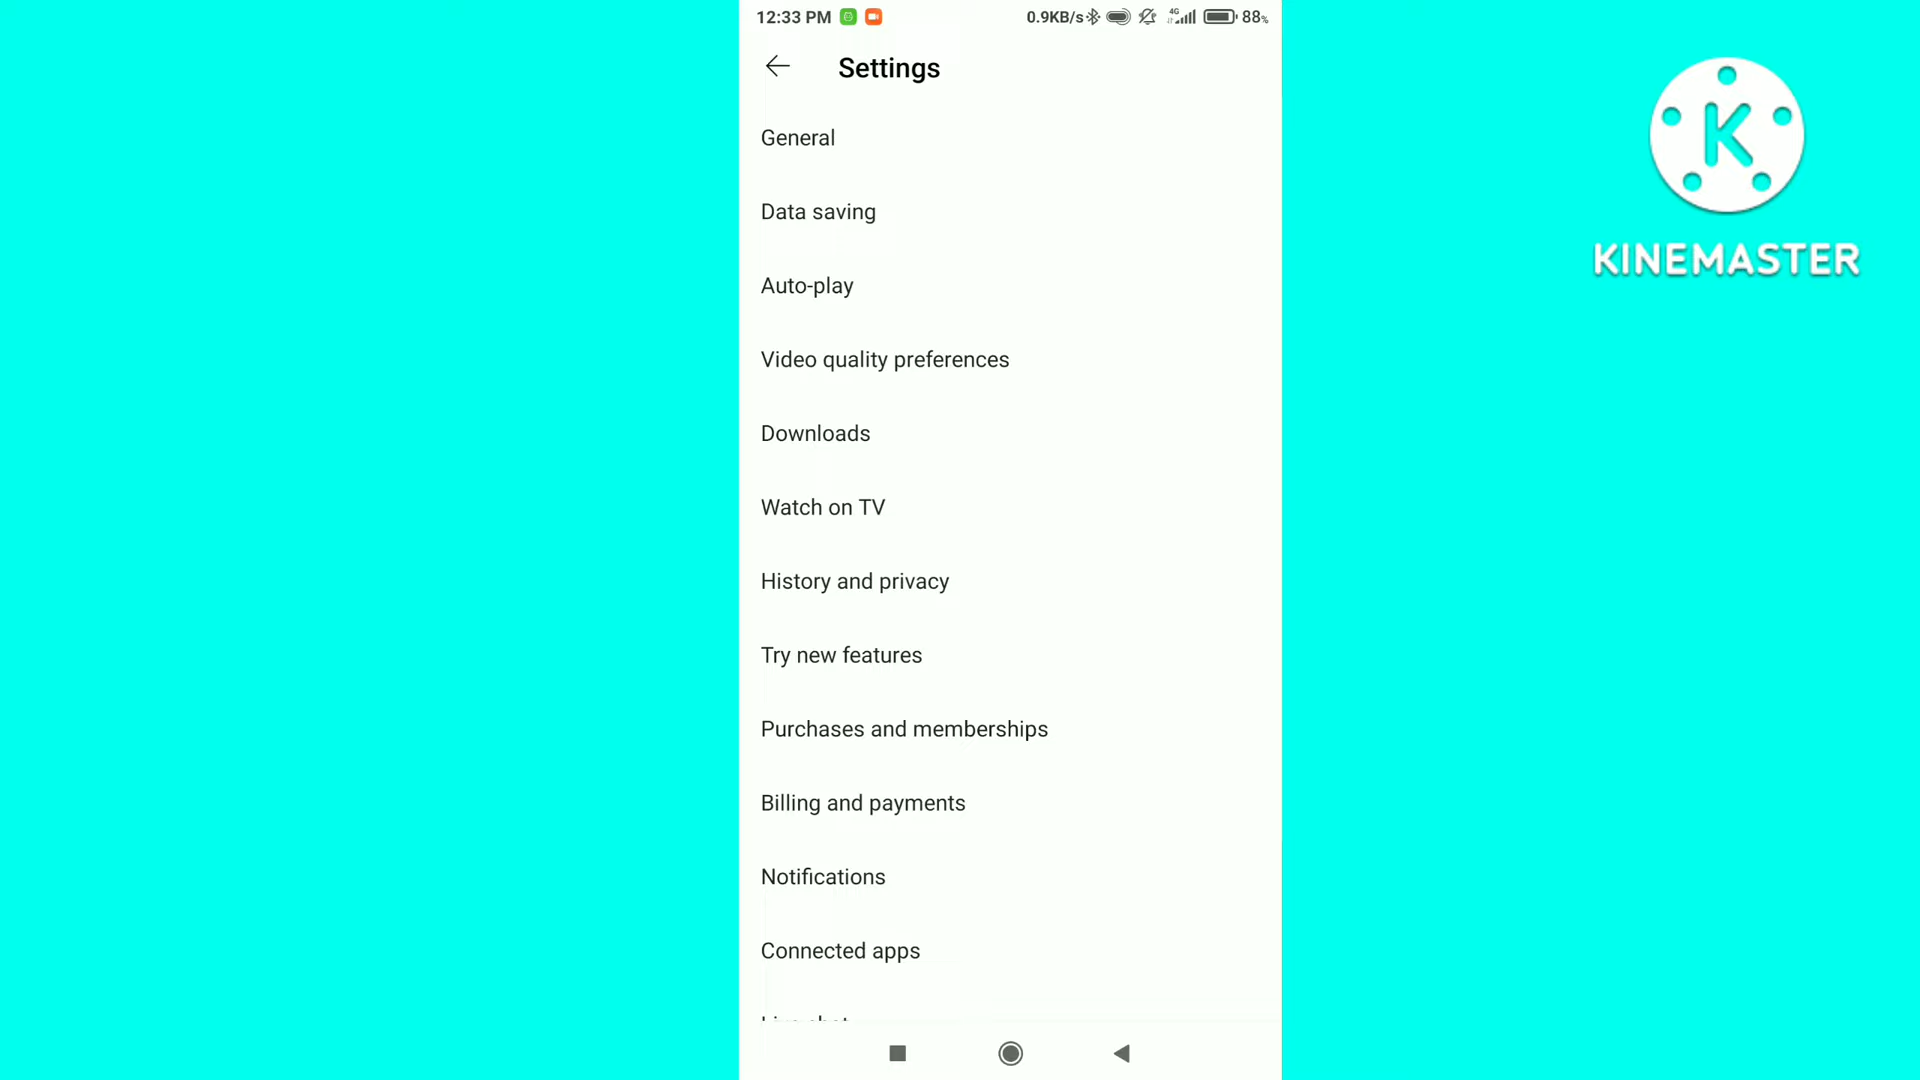 12:33 PM 0.9KB/s 4G 88%
Settings
General
Data saving
Auto-play
Video quality preferences
Downloads
Watch on TV
History and privacy
Try new features
Purchases and memberships
Billing and payments
Notifications
Connected apps
K
KINEMASTER